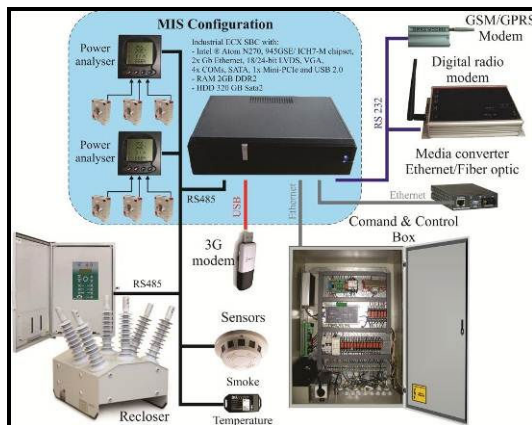 MIS Configuration
Industrial ECX SBC with:
- Intel ® Atom N270, 945GSE/ ICH7-M chipset,
2x Gb Ethernet, 18/24-bit LVDS, VGA,
4x COMs, SATA, 1x Mini-PCIe and USB 2.0
- RAM 2GB DDR2
- HDD 320 GB Sata2
Power
analyser
Power
analyser
GSM/GPRS
Modem
Digital radio
modem
RS 232
Media converter
Ethernet/Fiber optic
Ethernet
RS485
USB
Ethernet
Comand & Control
Box
3G
modem
RS485
Sensors
Smoke
Recloser
Temperature